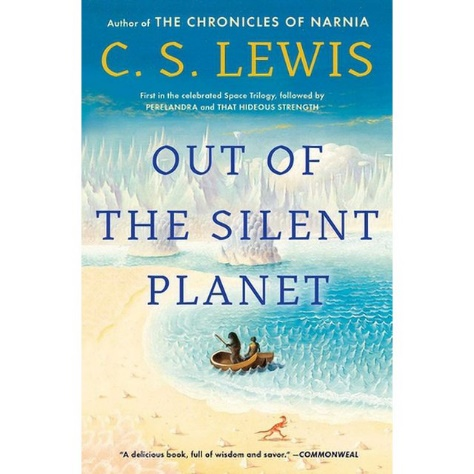 Author of THE CHRONICLES OF NARNIA
C. S. LEWIS
First in the celebrated Space Trilogy, followed by
PERELANDRA and THAT HIDEOUS STRENGTH
OUT OF
THE SILENT
PLANET
"A delicious book, full of wisdom and savor." —COMMONWEAL